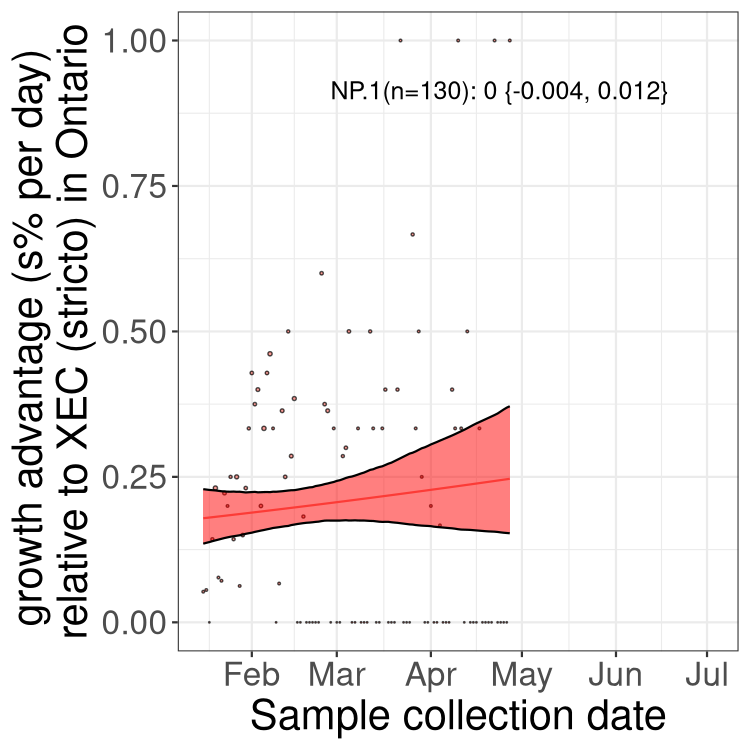 growth advantage (s% per day)
relative to XEC (stricto) in Ontario
1.00
NP.1(n=130): 0 {-0.004, 0.012}
0.75
0.50
0.25
0.00
Feb Mar Apr May Jun Jul
Sample collection date